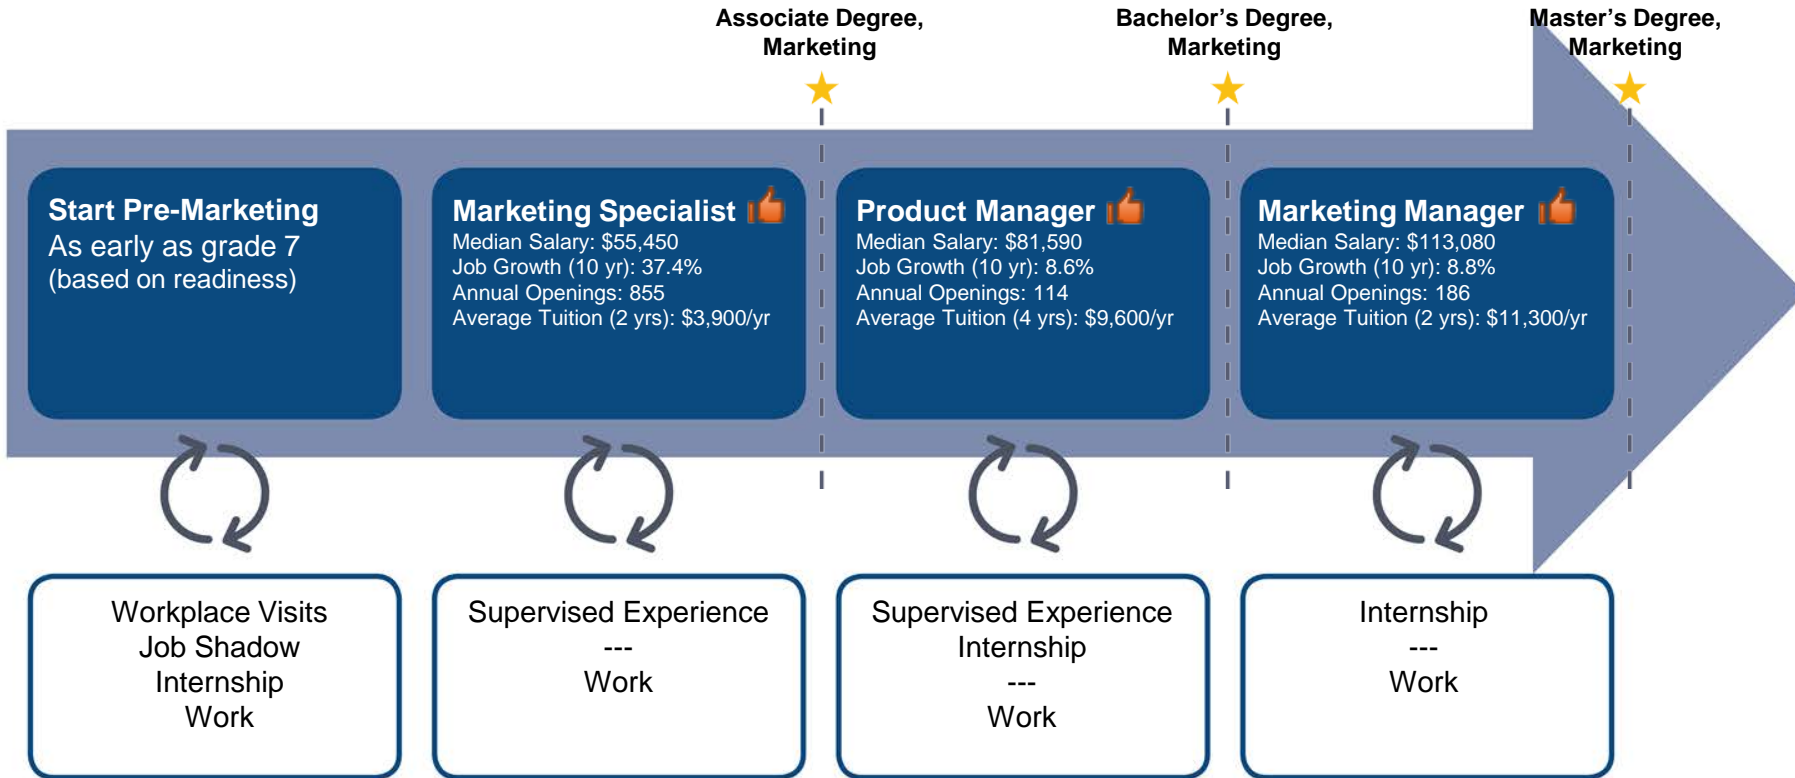 Associate Degree,
Marketing
Bachelor’s Degree,
Marketing
Master’s Degree,
Marketing
Start Pre-Marketing
As early as grade 7
(based on readiness)
Marketing Specialist
Median Salary: $55,450
Job Growth (10 yr): 37.4%
Annual Openings: 855
Average Tuition (2 yrs): $3,900/yr
Product Manager
Median Salary: $81,590
Job Growth (10 yr): 8.6%
Annual Openings: 114
Average Tuition (4 yrs): $9,600/yr
Marketing Manager
Median Salary: $113,080
Job Growth (10 yr): 8.8%
Annual Openings: 186
Average Tuition (2 yrs): $11,300/yr
Workplace Visits
Job Shadow
Internship
Work
Supervised Experience
---
Work
Supervised Experience
Internship
---
Work
Internship
---
Work